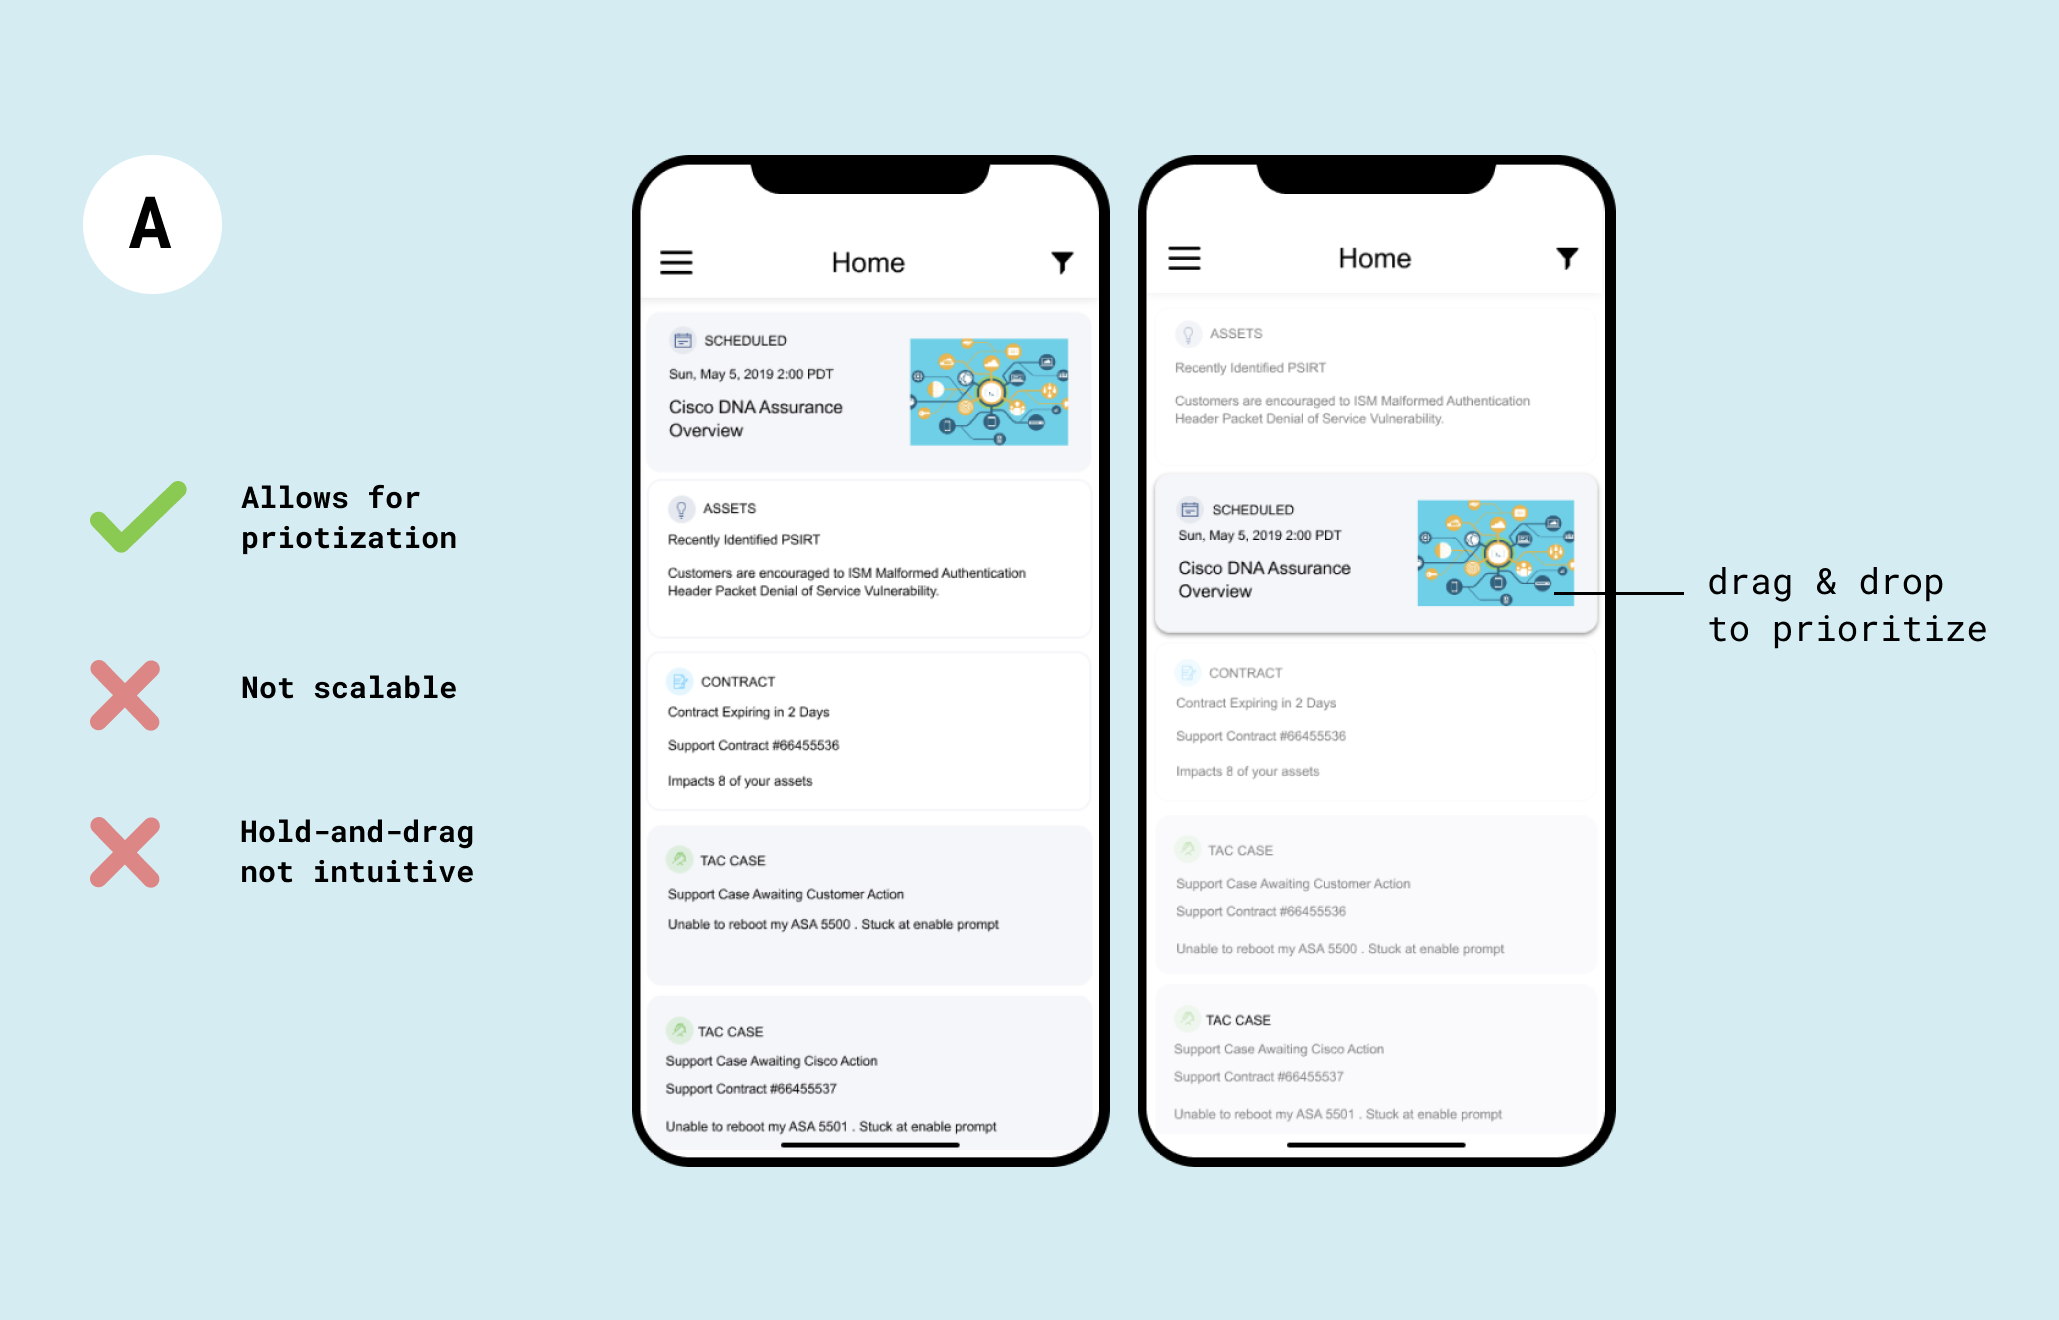 A
Allows for
priotization
Not scalable
Hold-and-drag
not intuitive
Home
SCHEDULED
Sun, May 5, 2019 2:00 PDT
Cisco DNA Assurance
Overview
ASSETS
Recently Identified PSIRT
Customers are encouraged to ISM Malformed Authentication
Header Packet Denial of Service Vulnerability.
CONTRACT
Contract Expiring in 2 Days
Support Contract #66455536
Impacts 8 of your assets
TAC CASE
Support Case Awaiting Customer Action
Unable to reboot my ASA 5500 . Stuck at enable prompt
TAC CASE
Support Case Awaiting Cisco Action
Support Contract #66455537
Unable to reboot my ASA 5501 . Stuck at enable prompt
Home
ASSETS
Recently Identified PSIRT
Customers are encouraged to ISM Malformed Authentication
Header Packet Denial of Service Vulnerability.
SCHEDULED
Sun, May 5, 2019 2:00 PDT
Cisco DNA Assurance
Overview
CONTRACT
Contract Expiring in 2 Days
Support Contract #66455536
Impacts 8 of your assets
TAC CASE
Support Case Awaiting Customer Action
Support Contract #66455536
Unable to reboot my ASA 5500 . Stuck at enable prompt
TAC CASE
Support Case Awaiting Cisco Action
Support Contract #66455537
Unable to reboot my ASA 5501 . Stuck at enable prompt
drag & drop
to prioritize